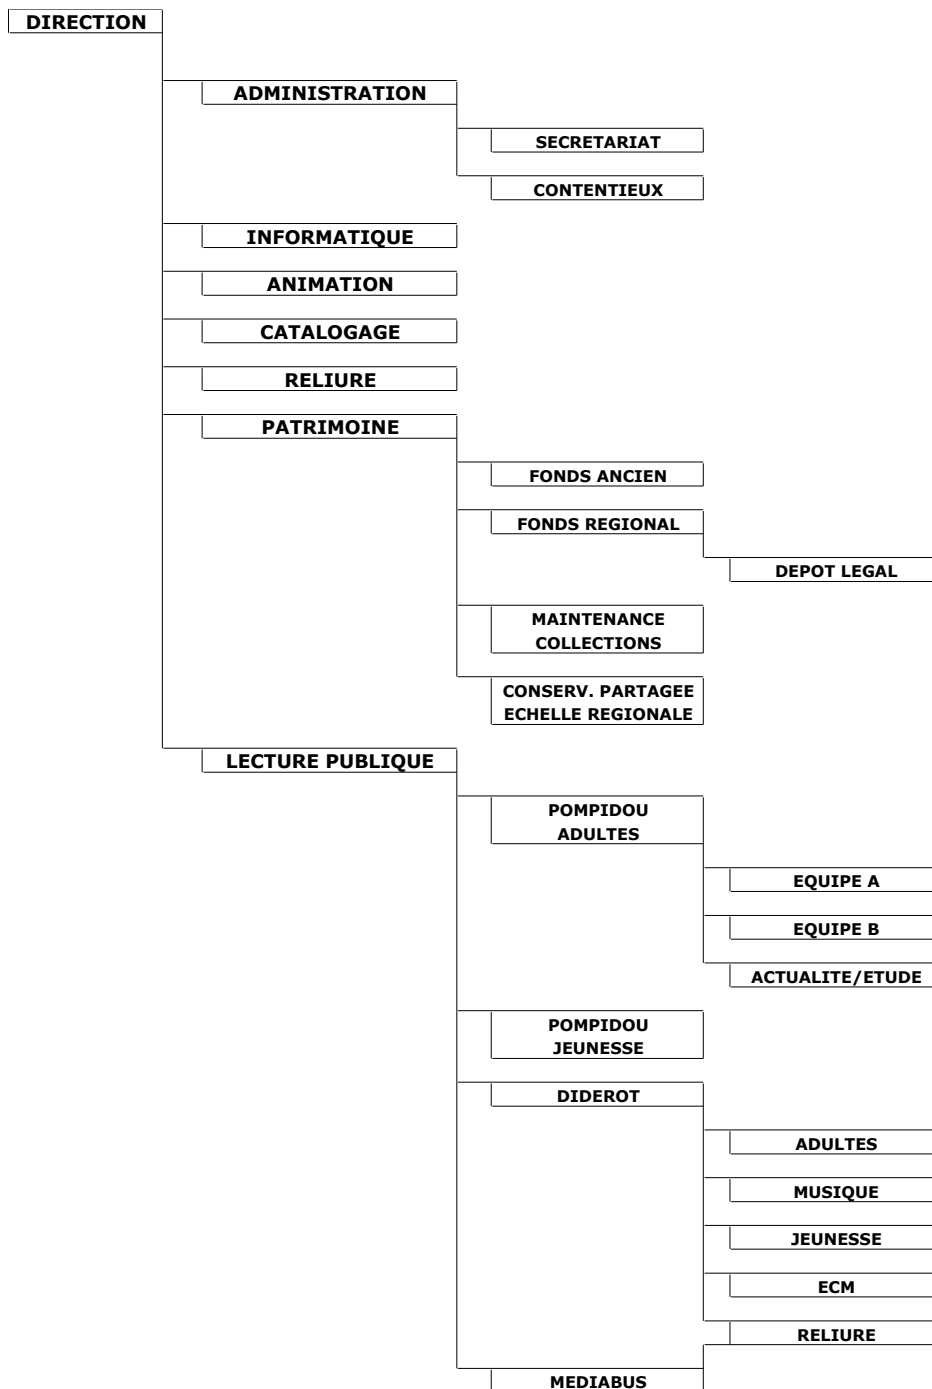 DIRECTION
ADMINISTRATION
SECRETARIAT
CONTENTIEUX
INFORMATIQUE
ANIMATION
CATALOGAGE
RELIURE
PATRIMOINE
FONDS ANCIEN
FONDS REGIONAL
DEPOT LEGAL
MAINTENANCE
COLLECTIONS
CONSERV. PARTAGEE
ECHELLE REGIONALE
LECTURE PUBLIQUE
POMPIDOU
ADULTES
EQUIPE A
EQUIPE B
ACTUALITE/ETUDE
POMPIDOU
JEUNESSE
DIDEROT
ADULTES
MUSIQUE
JEUNESSE
ECM
RELIURE
MEDIABUS